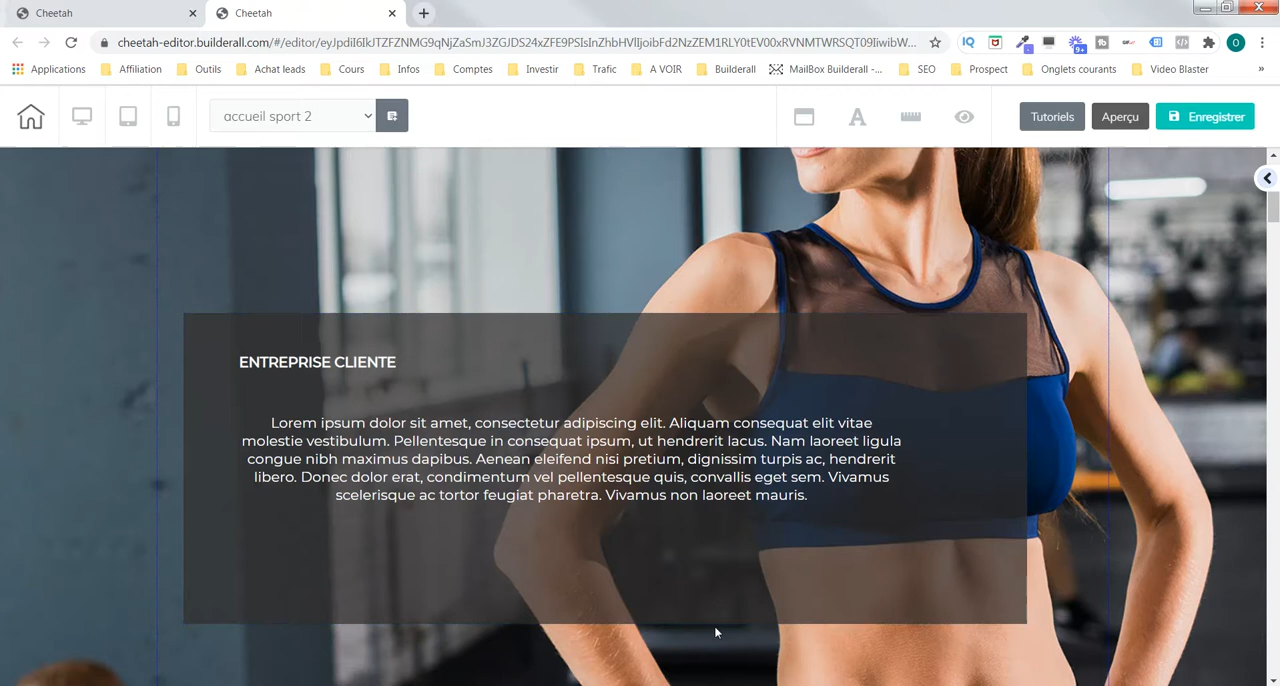 Cheetah
Cheetah
cheetah-editor.builderall.com/#/editor/eyJpdiI6IkJTZFZNMG9qNjZaSmJ3ZGJDS24zZFE9PSIsInZhbHVlIjoibFd2NzZEM1RLY0tEV00xRVNMTWRSQT09IiwibW...
Applications
Affiliation
Outils
Achat leads
Cours
Infos
Comptes
Investir
Trafic
A VOIR
Builderall
MailBox Builderall -...
SEO
Prospect
Onglets courants
Video Blaster
»
accueil sport 2
Tutoriels
Aperçu
Enregistrer
ENTREPRISE CLIENTE
Lorem ipsum dolor sit amet, consectetur adipiscing elit. Aliquam consequat elit vitae
molestie vestibulum. Pellentesque in consequat ipsum, ut hendrerit lacus. Nam laoreet ligula
congue nibh maximus dapibus. Aenean eleifend nisi pretium, dignissim turpis ac, hendrerit
libero. Donec dolor erat, condimentum vel pellentesque quis, convallis eget sem. Vivamus
scelerisque ac tortor feugiat pharetra. Vivamus non laoreet mauris.